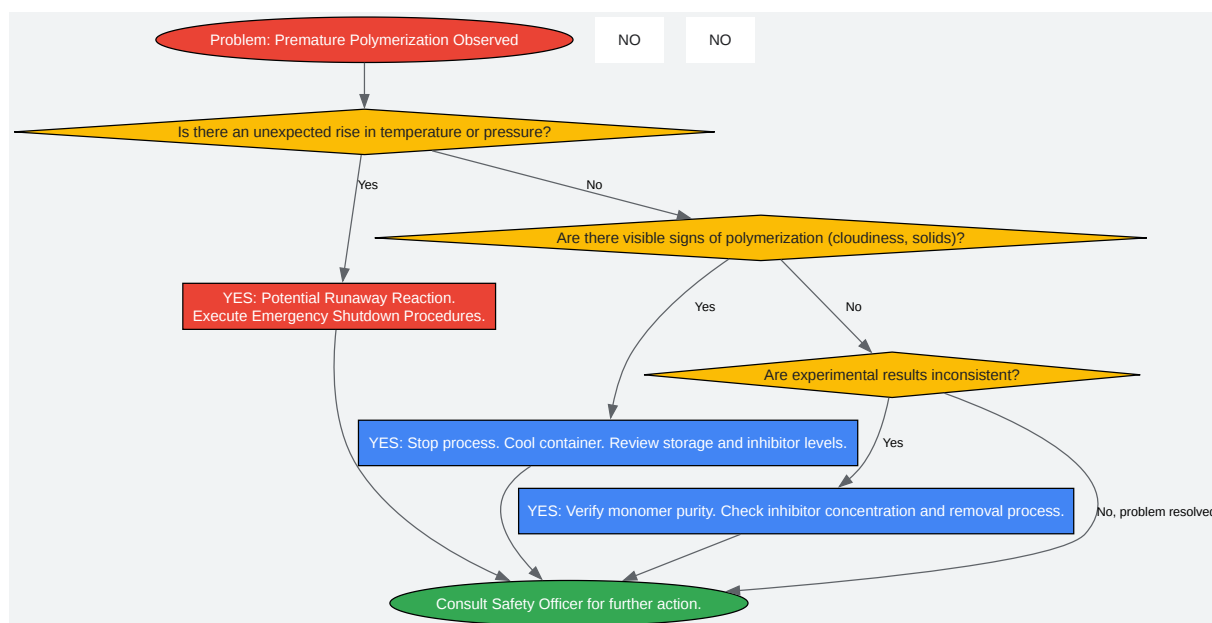 Problem: Premature Polymerization Observed
NO
NO
Is there an unexpected rise in temperature or pressure?
Yes
No
Are there visible signs of polymerization (cloudiness, solids)?
YES: Potential Runaway Reaction.
Execute Emergency Shutdown Procedures.
Yes
No
Are experimental results inconsistent?
YES: Stop process. Cool container. Review storage and inhibitor levels.
Yes
YES: Verify monomer purity. Check inhibitor concentration and removal process.
No, problem resolved
Consult Safety Officer for further action.